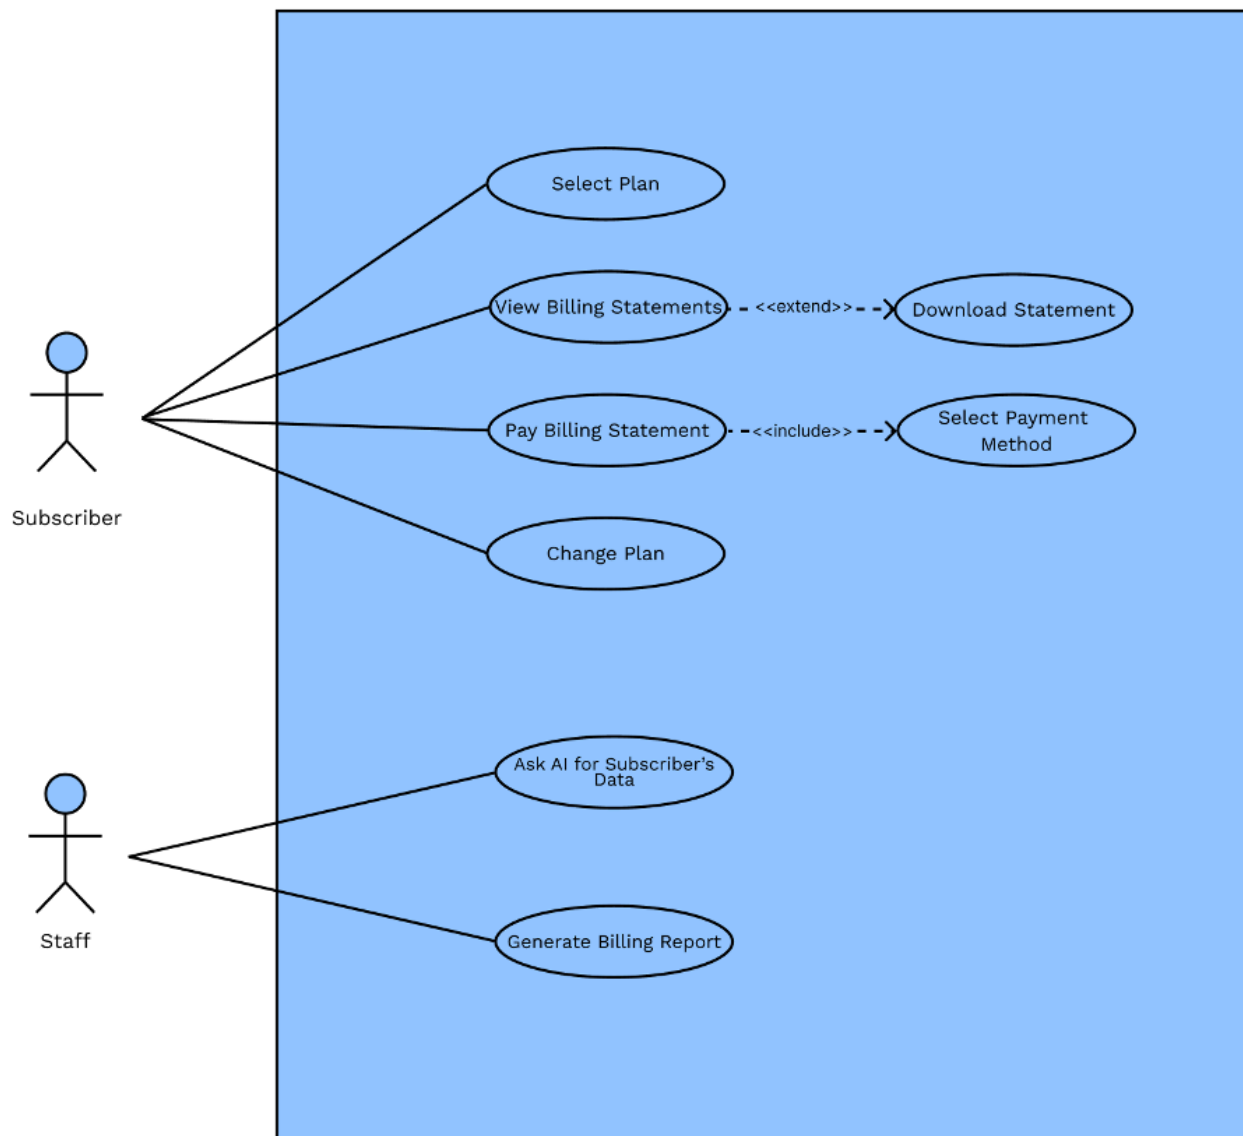 Select Plan
View Billing Statements
<<extend>>
Download Statement
Pay Billing Statement
<<include>>
Select Payment
Method
Subscriber
Change Plan
Ask AI for Subscriber's
Data
Staff
Generate Billing Report